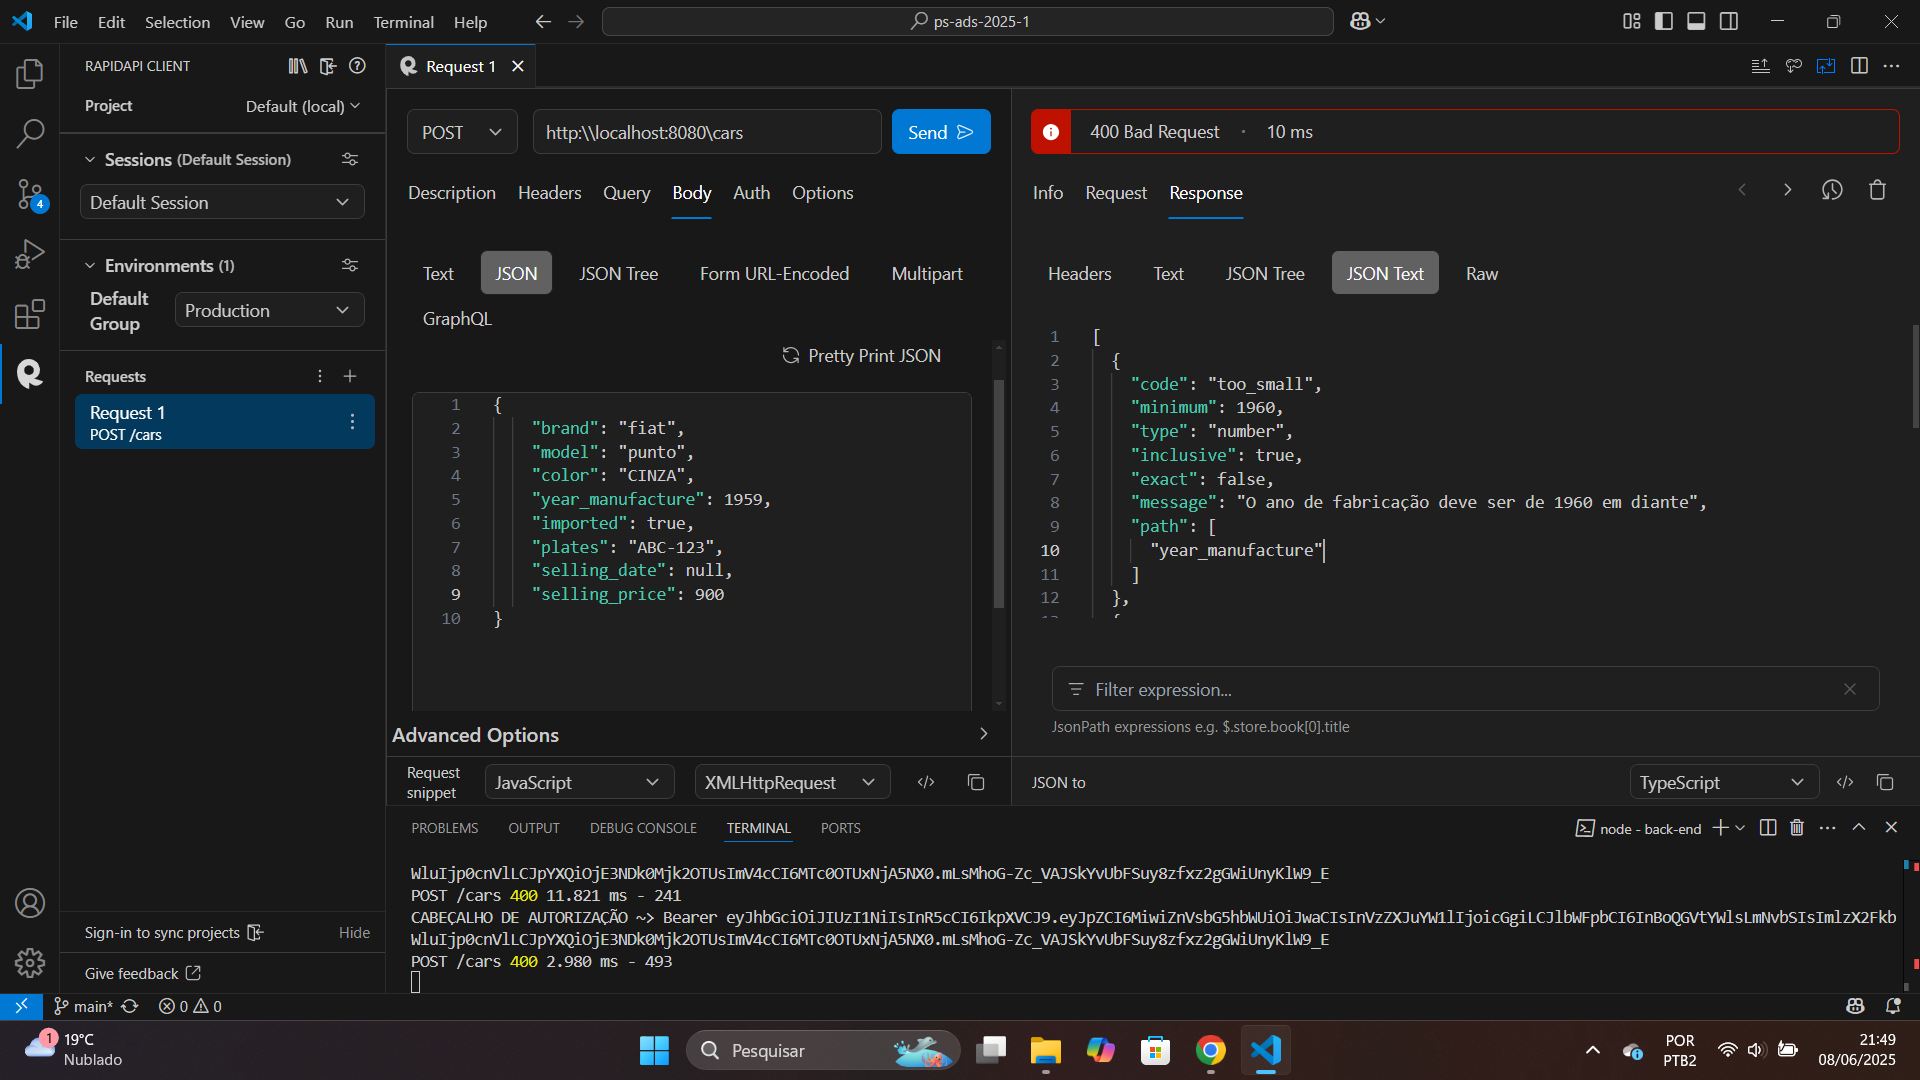 File Edit Selection View Go Run Terminal Help
ps-ads-2025-1
RAPIDAPI CLIENT
Project
Default (local)
Sessions (Default Session)
Default Session
4
Environments (1)
Default Group
Production
Requests
Request 1
POST /cars
Sign-in to sync projects
Hide
Give feedback
Request 1
POST
http:\\localhost:8080\cars
Send
Description Headers Query Body Auth Options
Text JSON JSON Tree Form URL-Encoded Multipart
GraphQL
Pretty Print JSON
1 {
2 "brand": "fiat",
3 "model": "punto",
4 "color": "CINZA",
5 "year_manufacture": 1959,
6 "imported": true,
7 "plates": "ABC-123",
8 "selling_date": null,
9 "selling_price": 900
10 }
Advanced Options
Request snippet
JavaScript
XMLHttpRequest
400 Bad Request · 10 ms
Info Request Response
Headers Text JSON Tree JSON Text Raw
1 [
2 {
3 "code": "too_small",
4 "minimum": 1960,
5 "type": "number",
6 "inclusive": true,
7 "exact": false,
8 "message": "O ano de fabricação deve ser de 1960 em diante",
9 "path": [
10 "year_manufacture"
11 ]
12 },
Filter expression...
JsonPath expressions e.g. $.store.book[0].title
JSON to
TypeScript
PROBLEMS OUTPUT DEBUG CONSOLE TERMINAL PORTS
node - back-end
WluIjp0cnVlLCJpYXQiOjE3NDk0Mjk2OTUsImV4cCI6MTc0OTUxNjA5NX0.mLsMhoG-Zc_VAJSkYvUbFSuy8zfxz2gGWiUnyKlW9_E
POST /cars 400 11.821 ms - 241
CABEÇALHO DE AUTORIZAÇÃO ~> Bearer eyJhbGciOiJIUzI1NiIsInR5cCI6IkpXVCJ9.eyJpZCI6MiwiZnVsbG5hbWUiOiJwaCIsInVzZXJuYW1lIjoicGgiLCJlbWFpbCI6InBoQGVtYWlsLmNvbSIsImlzX2Fkb
WluIjp0cnVlLCJpYXQiOjE3NDk0Mjk2OTUsImV4cCI6MTc0OTUxNjA5NX0.mLsMhoG-Zc_VAJSkYvUbFSuy8zfxz2gGWiUnyKlW9_E
POST /cars 400 2.980 ms - 493
main* 0 0
1
19°C
Nublado
Pesquisar
POR
PTB2
21:49
08/06/2025